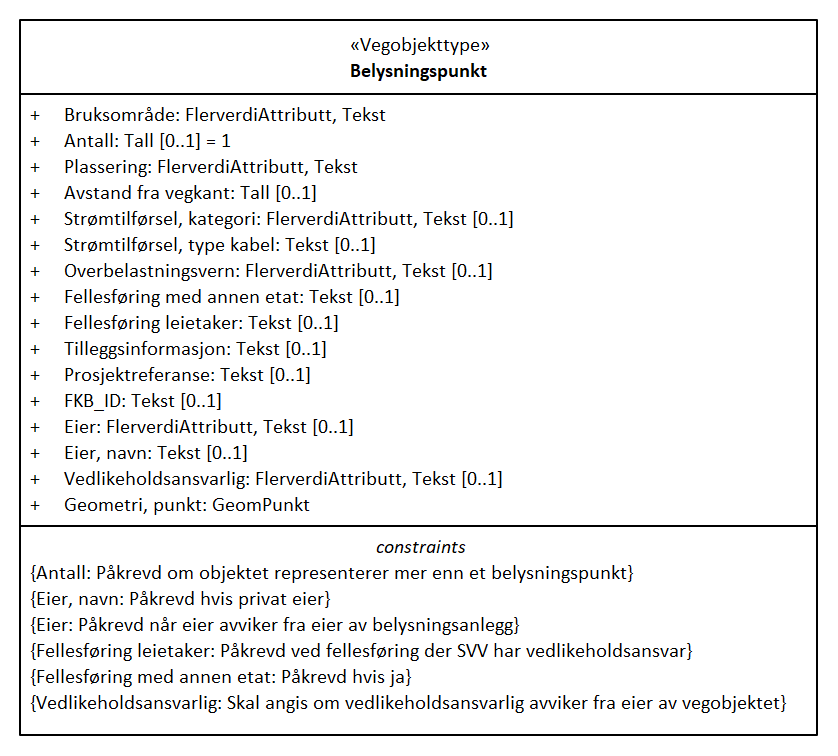 «Vegobjekttype»
Belysningspunkt
+ Bruksområde: FlerverdiAttributt, Tekst
+ Antall: Tall [0..1] = 1
+ Plassering: FlerverdiAttributt, Tekst
+ Avstand fra vegkant: Tall [0..1]
+ Strømtilførsel, kategori: FlerverdiAttributt, Tekst [0..1]
+ Strømtilførsel, type kabel: Tekst [0..1]
+ Overbelastningsvern: FlerverdiAttributt, Tekst [0..1]
+ Fellesføring med annen etat: Tekst [0..1]
+ Fellesføring leietaker: Tekst [0..1]
+ Tilleggsinformasjon: Tekst [0..1]
+ Prosjektreferanse: Tekst [0..1]
+ FKB_ID: Tekst [0..1]
+ Eier: FlerverdiAttributt, Tekst [0..1]
+ Eier, navn: Tekst [0..1]
+ Vedlikeholdsansvarlig: FlerverdiAttributt, Tekst [0..1]
+ Geometri, punkt: GeomPunkt
constraints
{Antall: Påkrevd om objektet representerer mer enn et belysningspunkt}
{Eier, navn: Påkrevd hvis privat eier}
{Eier: Påkrevd når eier avviker fra eier av belysningsanlegg}
{Fellesføring leietaker: Påkrevd ved fellesføring der SVV har vedlikeholdsansvar}
{Fellesføring med annen etat: Påkrevd hvis ja}
{Vedlikeholdsansvarlig: Skal angis om vedlikeholdsansvarlig avviker fra eier av vegobjektet}